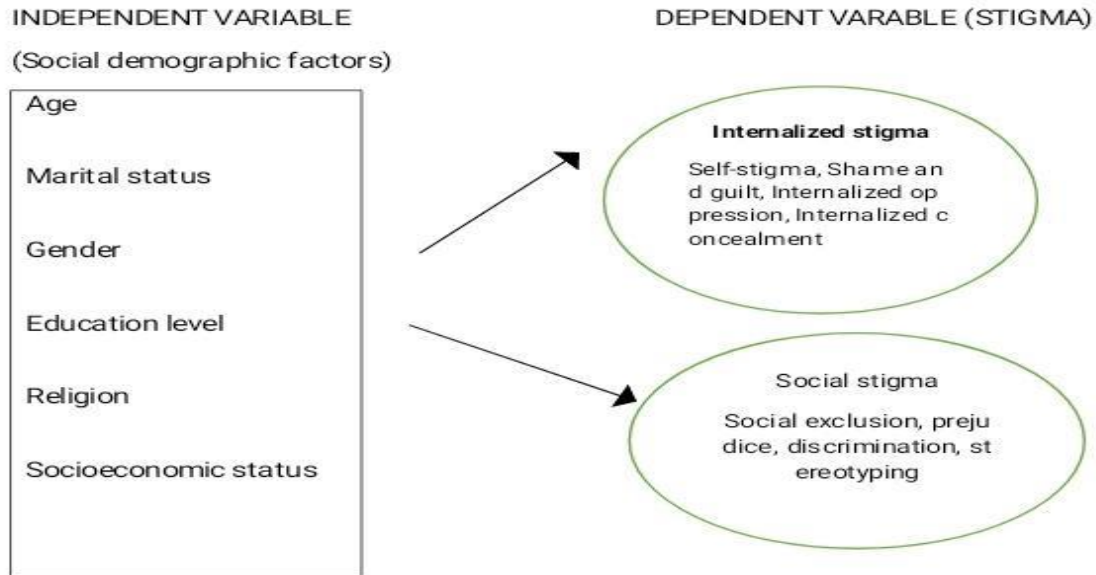 INDEPENDENT VARIABLE
(Social demographic factors)
Age
Marital status
Gender
Education level
Religion
Socioeconomic status
DEPENDENT VARABLE (STIGMA)
Internalized stigma
Self-stigma, Shame an
d guilt, Internalized op
pression, Internalized c
oncealment
Social stigma
Social exclusion, preju
dice, discrimination, st
ereotyping